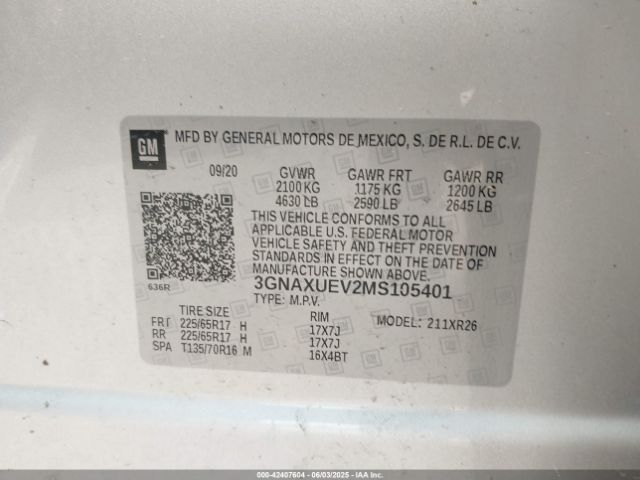 GM
MFD BY GENERAL MOTORS DE MEXICO, S. DE R.L. DE C.V.
09/20 GVWR GAWR FRT GAWR RR
2100 KG 1175 KG 1200 KG
4630 LB 2590 LB 2645 LB
THIS VEHICLE CONFORMS TO ALL
APPLICABLE U.S. FEDERAL MOTOR
VEHICLE SAFETY AND THEFT PREVENTION
STANDARDS IN EFFECT ON THE DATE OF
MANUFACTURE SHOWN ABOVE.
636R
3GNAXUEV2MS105401
TYPE: M.P.V.
TIRE SIZE RIM MODEL: 211XR26
FRT 225/65R17 H 17X7J
RR 225/65R17 H 17X7J
SPA T135/70R16 M 16X4BT
000-42407604 - 06/03/2025 - IAA Inc.